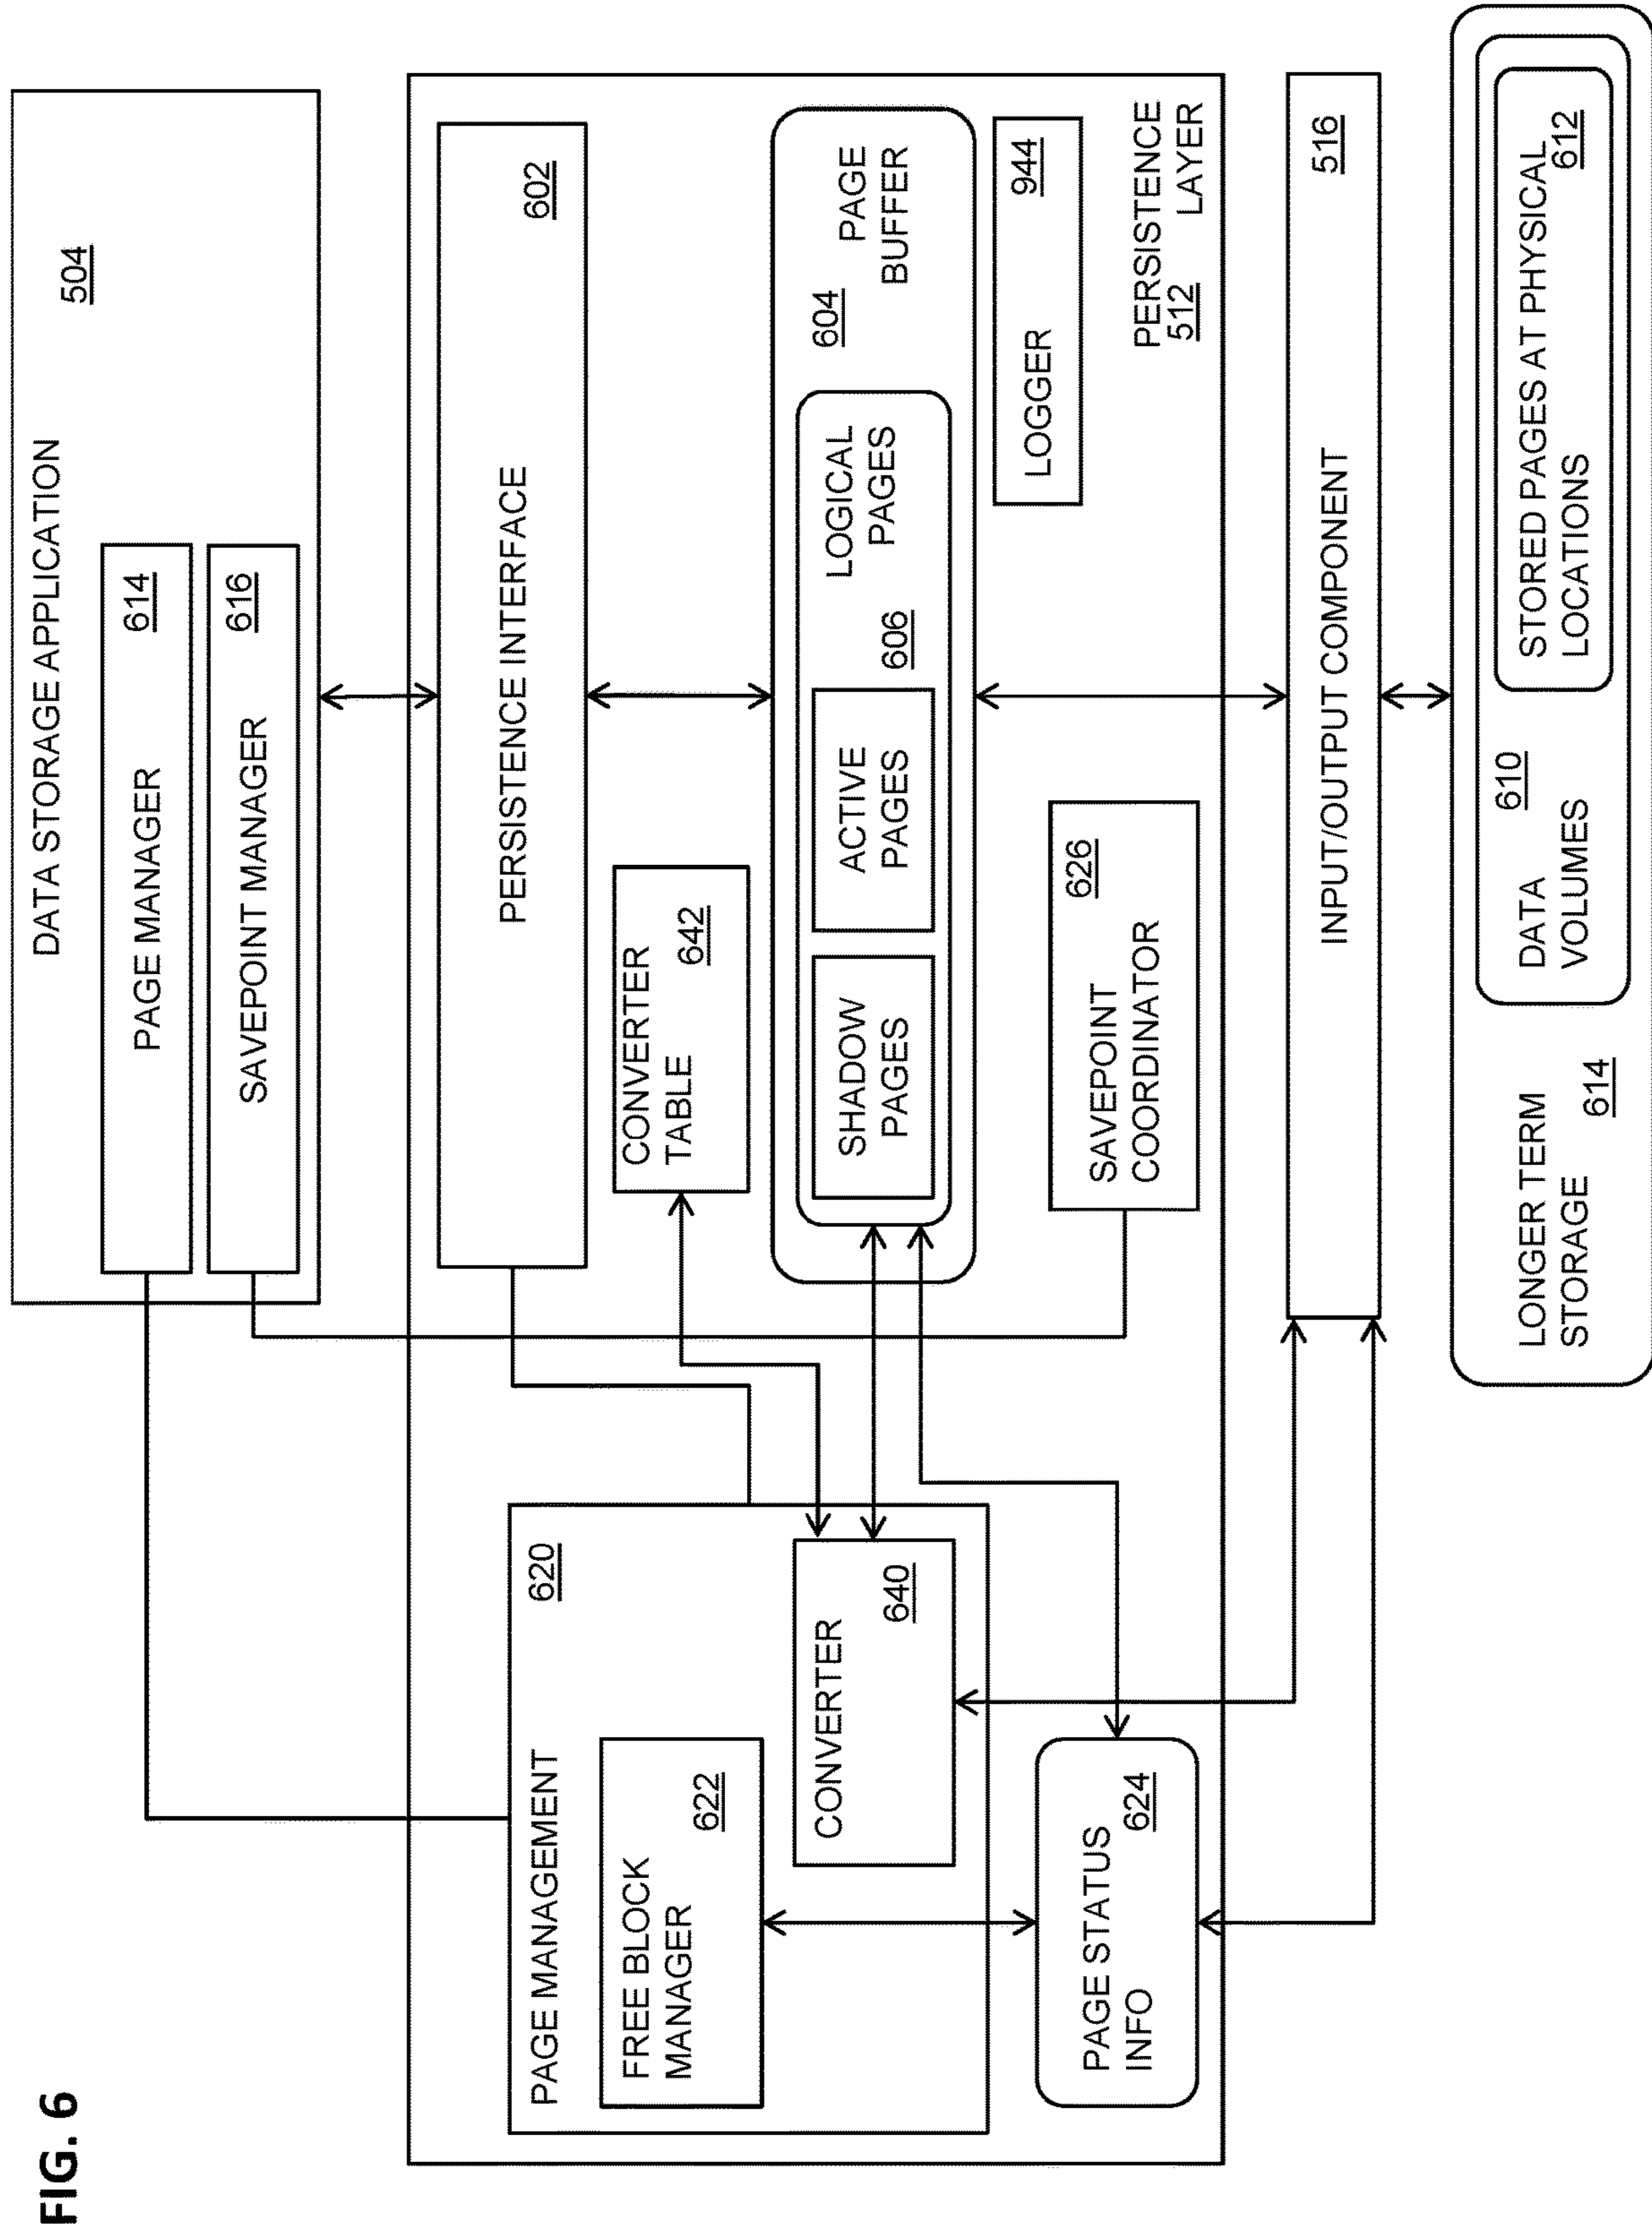 FIG. 6
DATA STORAGE APPLICATION
504
PAGE MANAGER
614
SAVEPOINT MANAGER
616
PERSISTENCE INTERFACE
602
PAGE MANAGEMENT
620
FREE BLOCK
MANAGER
622
CONVERTER
640
CONVERTER
TABLE
642
604
PAGE
BUFFER
LOGICAL
PAGES
606
SHADOW
PAGES
ACTIVE
PAGES
PAGE STATUS
INFO
624
SAVEPOINT
COORDINATOR
626
LOGGER
944
PERSISTENCE
LAYER
512
INPUT/OUTPUT COMPONENT
516
LONGER TERM
STORAGE
614
DATA
VOLUMES
610
STORED PAGES AT PHYSICAL
LOCATIONS
612